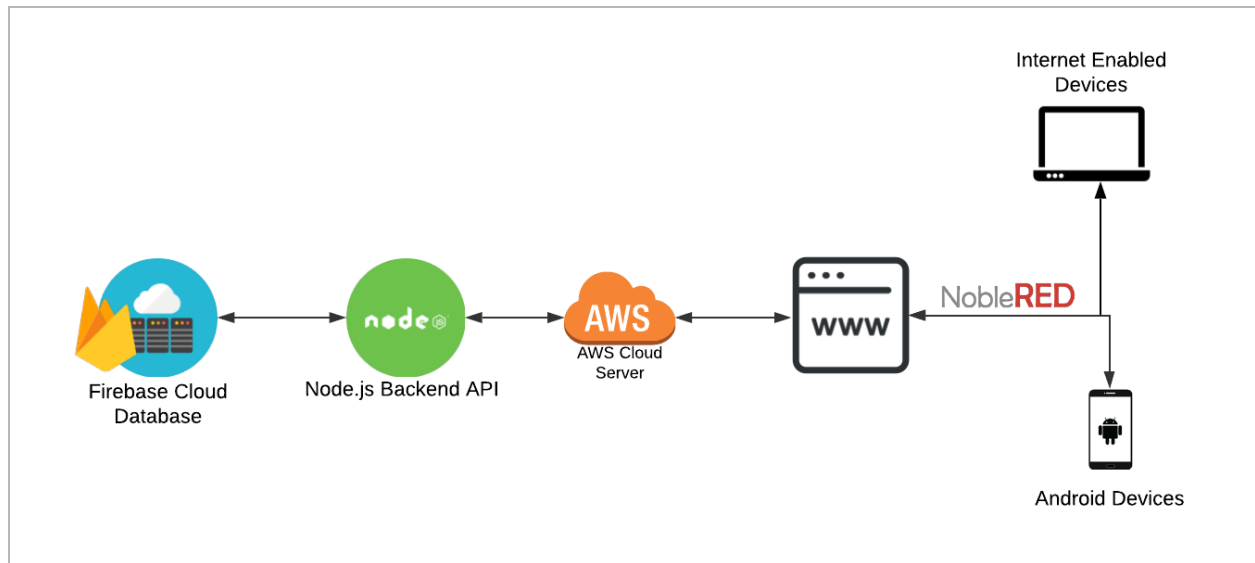 Internet Enabled
Devices
NobleRED
node
JS
AWS
www
AWS Cloud
Server
Firebase Cloud
Database
Node.js Backend API
Android Devices